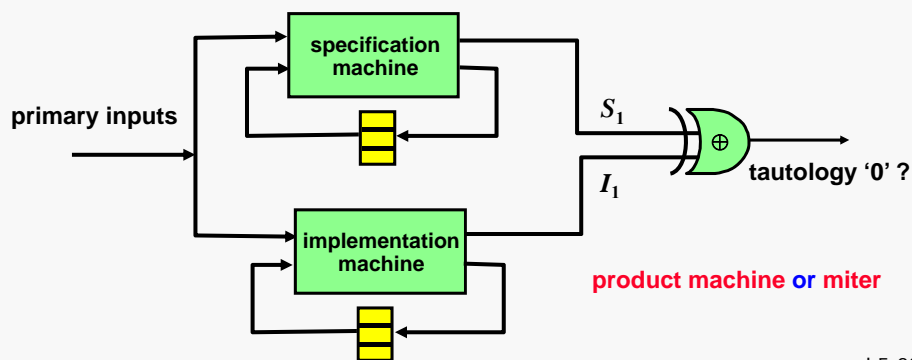 specification
machine
primary inputs
S1
⊕
tautology ‘0’ ?
I1
implementation
machine
product machine or miter